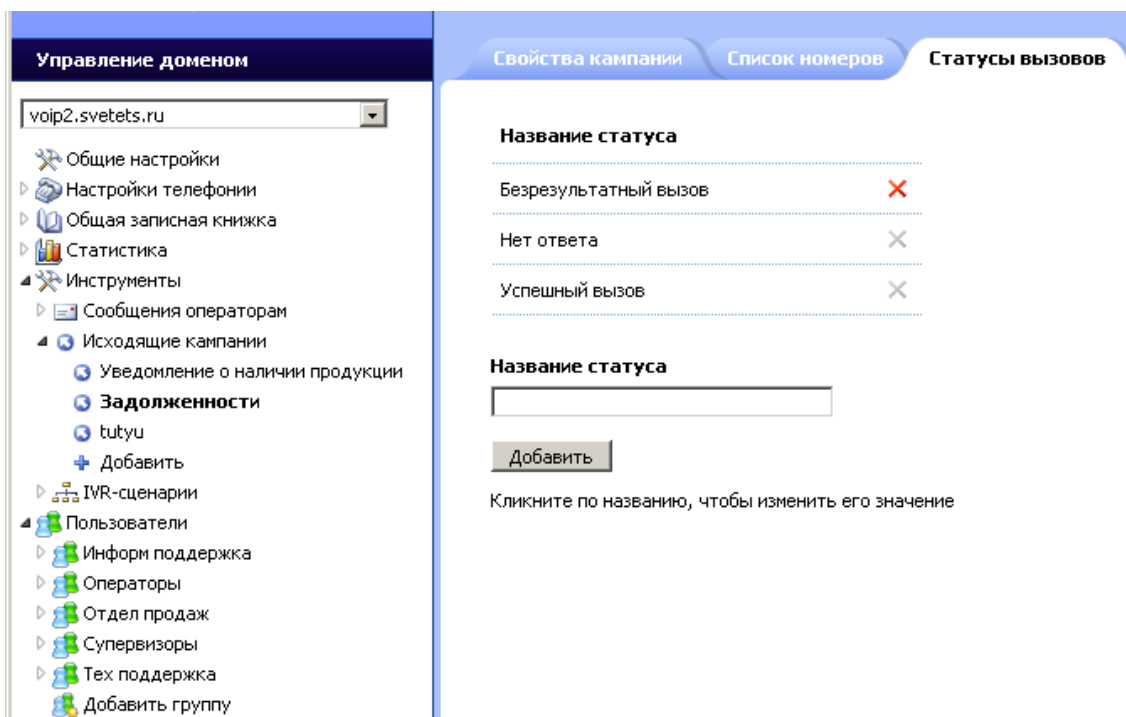 Управление доменом
voip2.svetets.ru
Общие настройки
Настройки телефонии
Общая записная книжка
Статистика
Инструменты
Сообщения операторам
Исходящие кампании
Уведомление о наличии продукции
Задолженности
tutyu
Добавить
IVR-сценарии
Пользователи
Информ поддержка
Операторы
Отдел продаж
Супервизоры
Тех поддержка
Добавить группу
Свойства кампании Список номеров Статусы вызовов
Название статуса
Безрезультатный вызов
Нет ответа
Успешный вызов
Название статуса
Добавить
Кликните по названию, чтобы изменить его значение